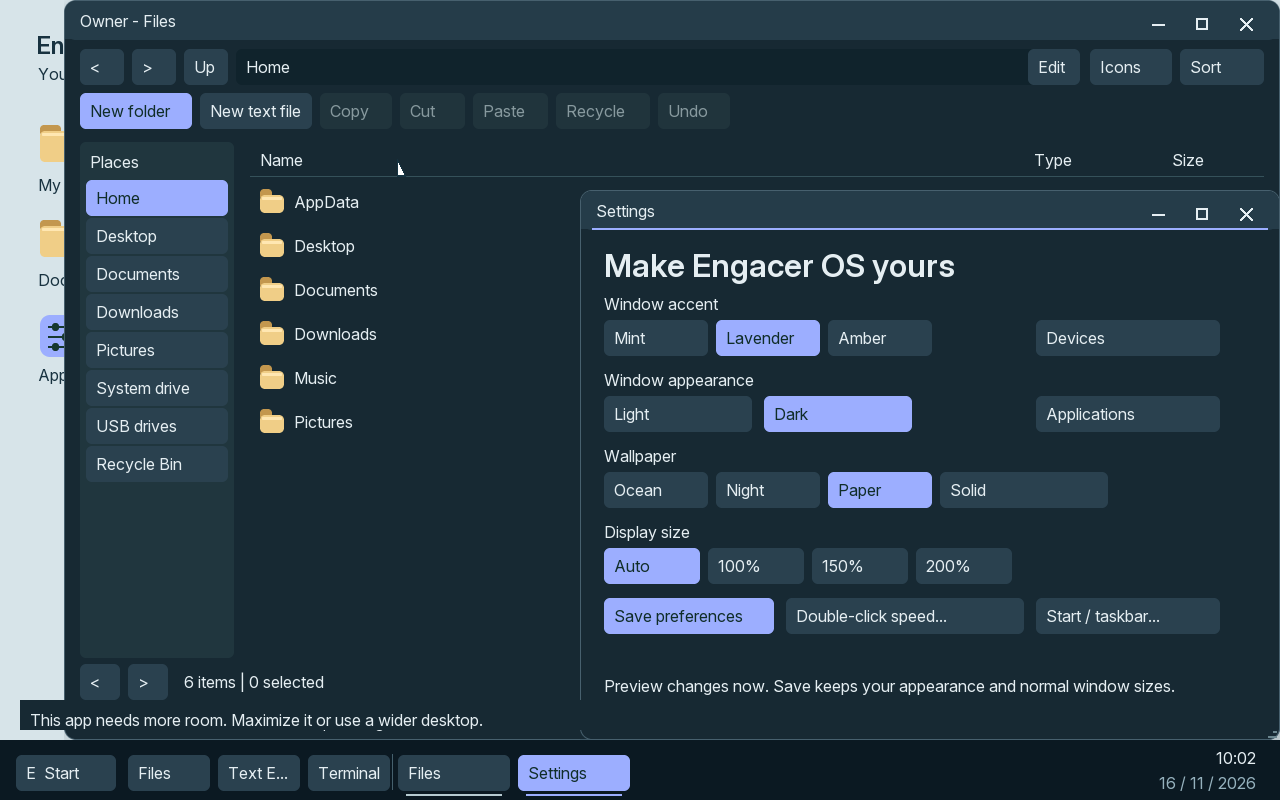 En
You
My
Doc
App
Owner - Files
< > Up Home Edit Icons Sort
New folder New text file Copy Cut Paste Recycle Undo
Places
Home
Desktop
Documents
Downloads
Pictures
System drive
USB drives
Recycle Bin
Name Type Size
AppData
Desktop
Documents
Downloads
Music
Pictures
< > 6 items | 0 selected
Settings
Make Engacer OS yours
Window accent
Mint Lavender Amber Devices
Window appearance
Light Dark Applications
Wallpaper
Ocean Night Paper Solid
Display size
Auto 100% 150% 200%
Save preferences Double-click speed... Start / taskbar...
Preview changes now. Save keeps your appearance and normal window sizes.
This app needs more room. Maximize it or use a wider desktop.
E Start Files Text E... Terminal Files Settings
10:02
16 / 11 / 2026